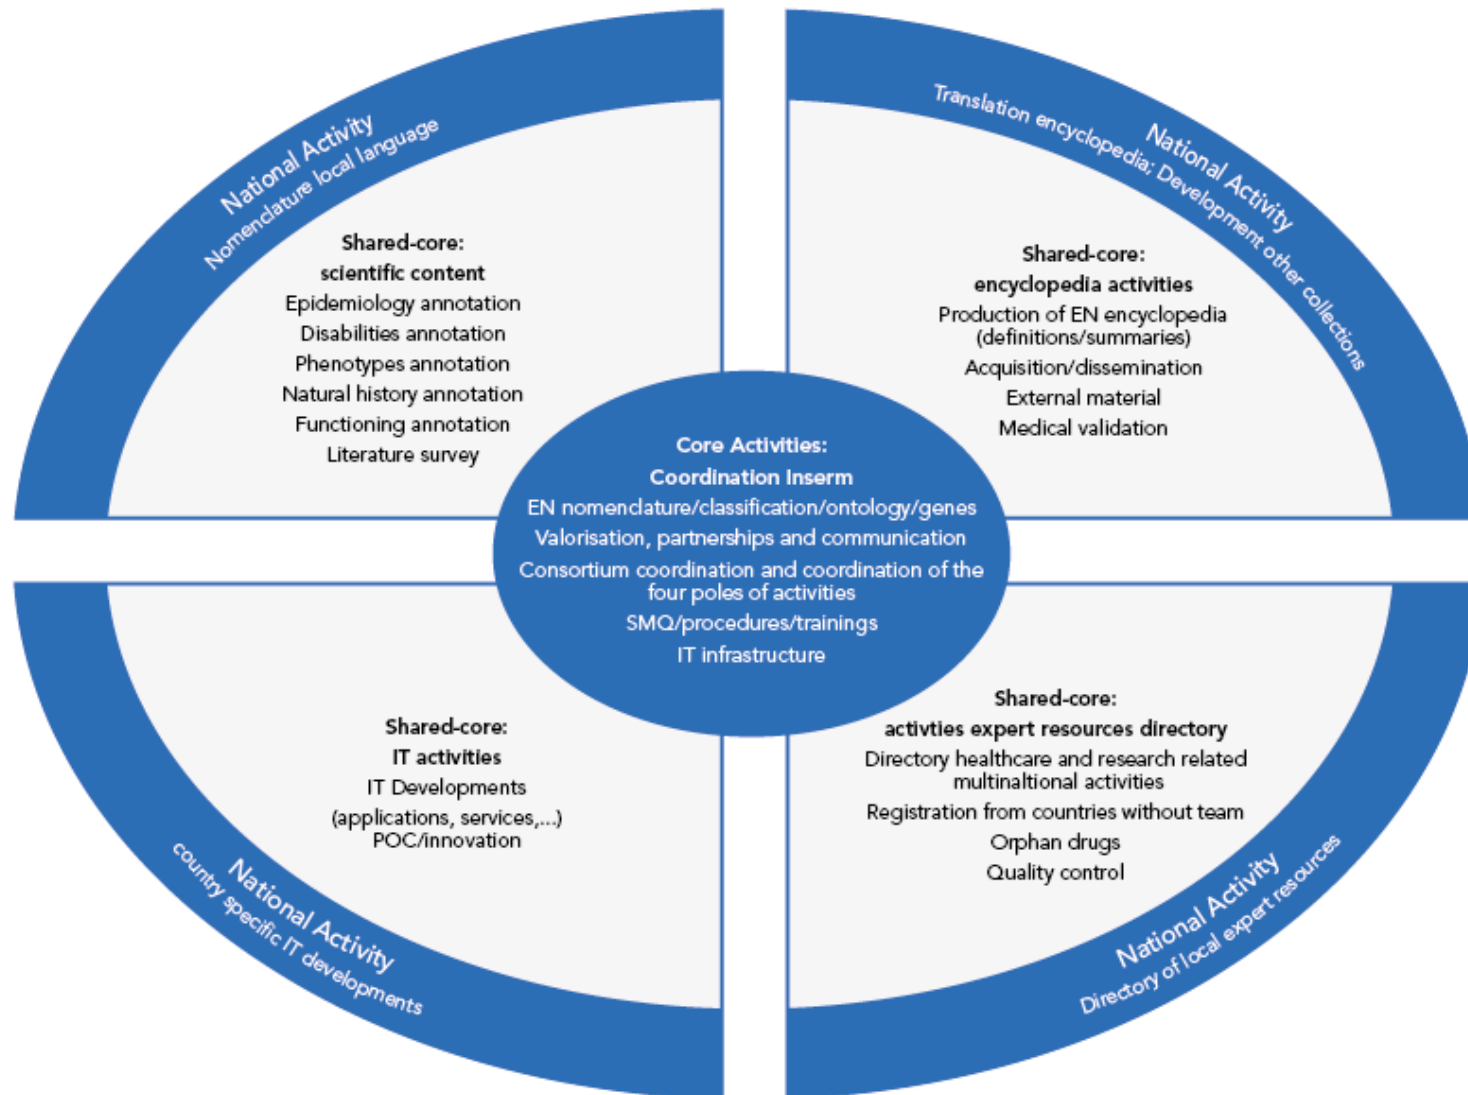 National Activity
Nomenclature local language
Shared-core:
scientific content
Epidemiology annotation
Disabilities annotation
Phenotypes annotation
Natural history annotation
Functioning annotation
Literature survey
National Activity
Translation encyclopedia; Development other collections
Shared-core:
encyclopedia activities
Production of EN encyclopedia
(definitions/summaries)
Acquisition/dissemination
External material
Medical validation
Core Activities:
Coordination Inserm
EN nomenclature/classification/ontology/genes
Valorisation, partnerships and communication
Consortium coordination and coordination of the
four poles of activities
SMQ/procedures/trainings
IT infrastructure
Shared-core:
IT activities
IT Developments
(applications, services,...)
POC/innovation
National Activity
country specific IT developments
Shared-core:
activties expert resources directory
Directory healthcare and research related
multinaltional activities
Registration from countries without team
Orphan drugs
Quality control
National Activity
Directory of local expert resources